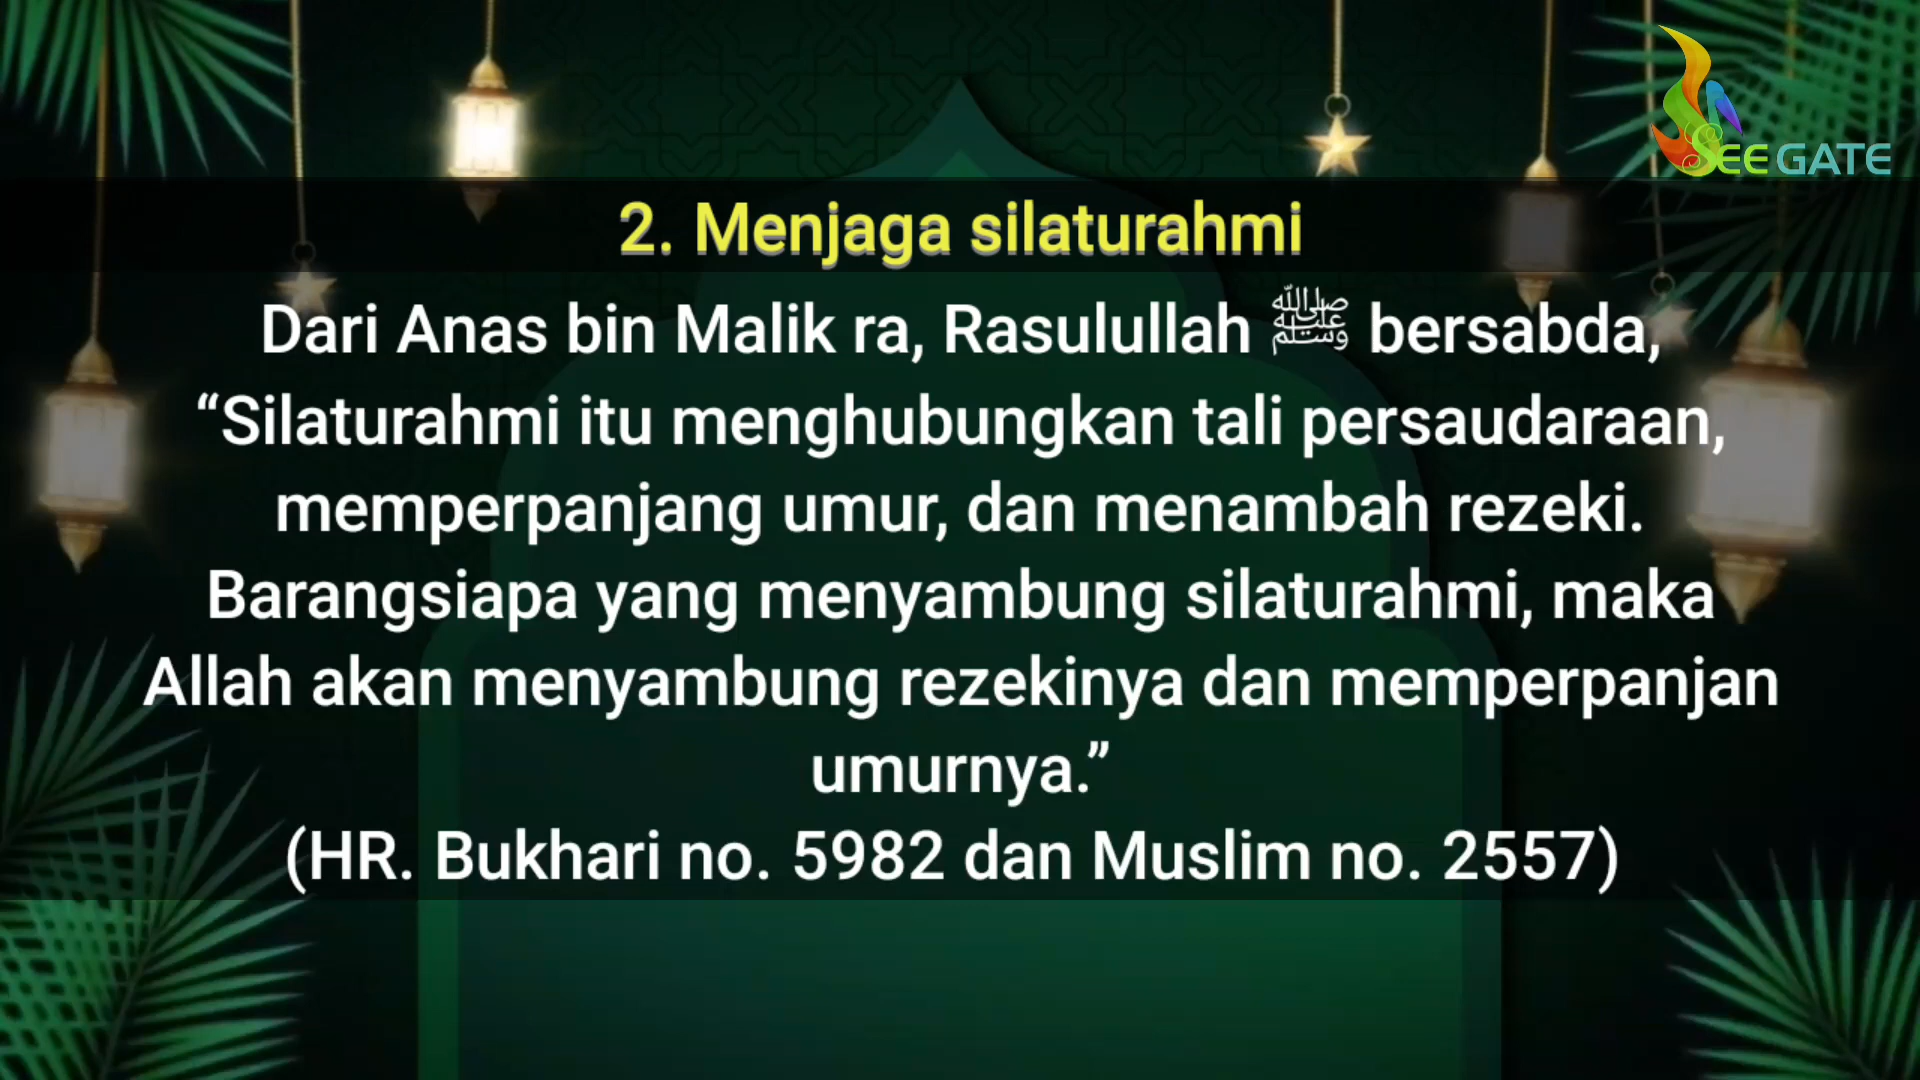 SEE GATE
2. Menjaga silaturahmi
Dari Anas bin Malik ra, Rasulullah ﷺ bersabda,
“Silaturahmi itu menghubungkan tali persaudaraan,
memperpanjang umur, dan menambah rezeki.
Barangsiapa yang menyambung silaturahmi, maka
Allah akan menyambung rezekinya dan memperpanjan
umurnya.”
(HR. Bukhari no. 5982 dan Muslim no. 2557)